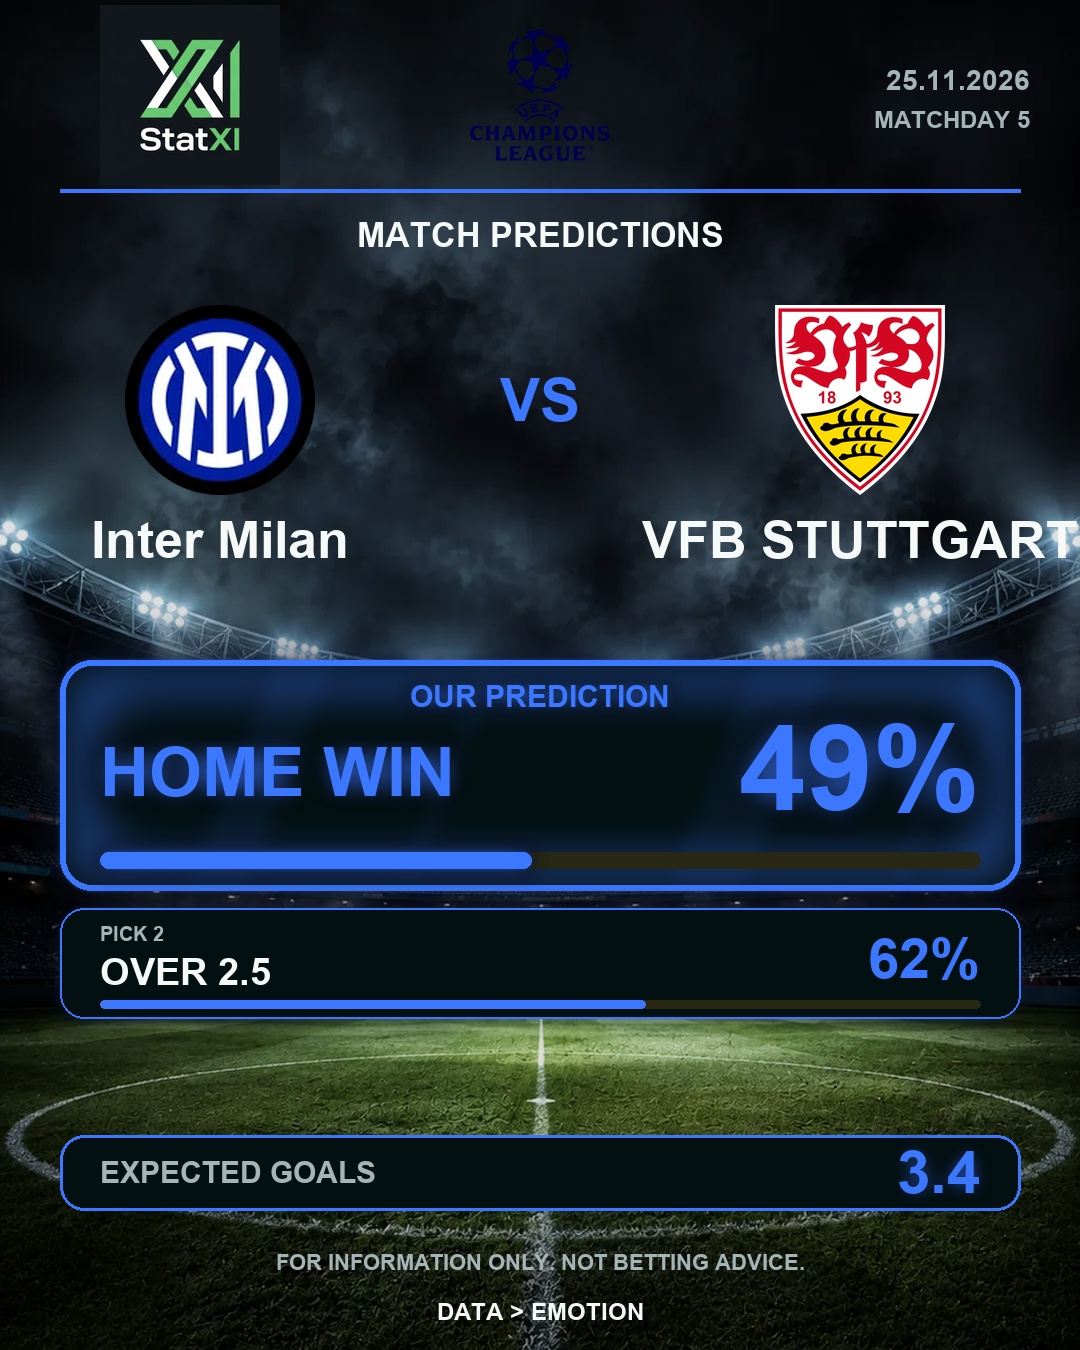 StatXI
UEFA
CHAMPIONS
LEAGUE
25.11.2026
MATCHDAY 5
MATCH PREDICTIONS
VS
18 93
Inter Milan
VFB STUTTGART
OUR PREDICTION
HOME WIN 49%
PICK 2
OVER 2.5 62%
EXPECTED GOALS 3.4
FOR INFORMATION ONLY. NOT BETTING ADVICE.
DATA > EMOTION